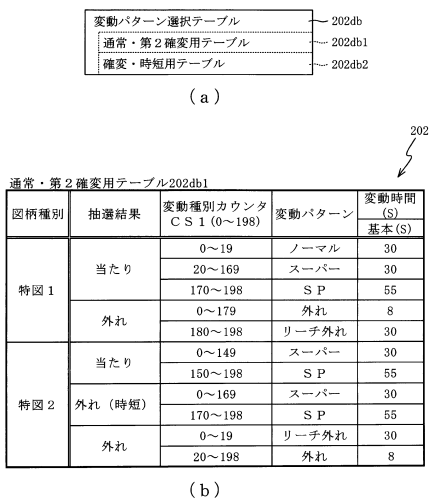 変動パターン選択テーブル 202db
通常・第２確変用テーブル 202db1
確変・時短用テーブル 202db2
(a)
202
通常・第２確変用テーブル202db1
図柄種別 抽選結果 変動種別カウンタ ＣＳ１(0～198) 変動パターン 変動時間 (S) 基本(S)
特図１ 当たり 0～19 ノーマル 30
20～169 スーパー 30
170～198 ＳＰ 55
外れ 0～179 外れ 8
180～198 リーチ外れ 30
特図２ 当たり 0～149 スーパー 30
150～198 ＳＰ 55
外れ（時短） 0～169 スーパー 30
170～198 ＳＰ 55
外れ 0～19 リーチ外れ 30
20～198 外れ 8
(b)